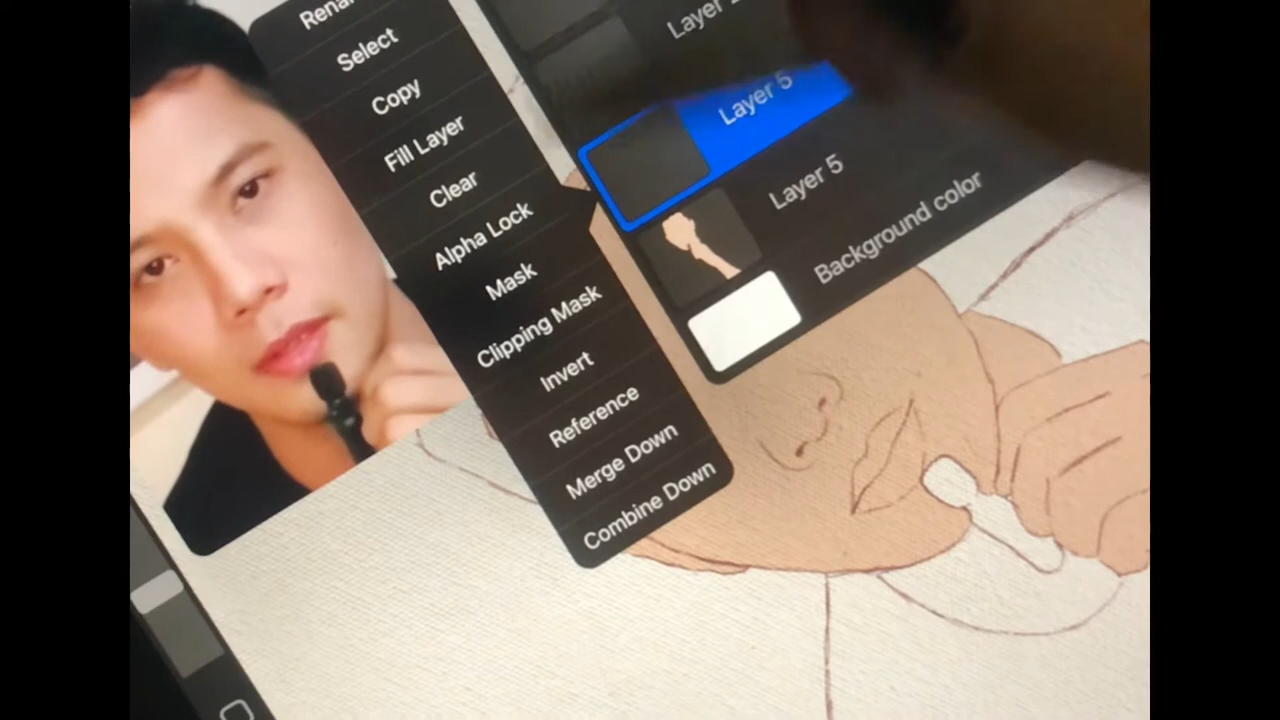 Select
Copy
Fill Layer
Clear
Alpha Lock
Mask
Clipping Mask
Invert
Reference
Merge Down
Combine Down
Layer
Layer 5
Layer 5
Background color